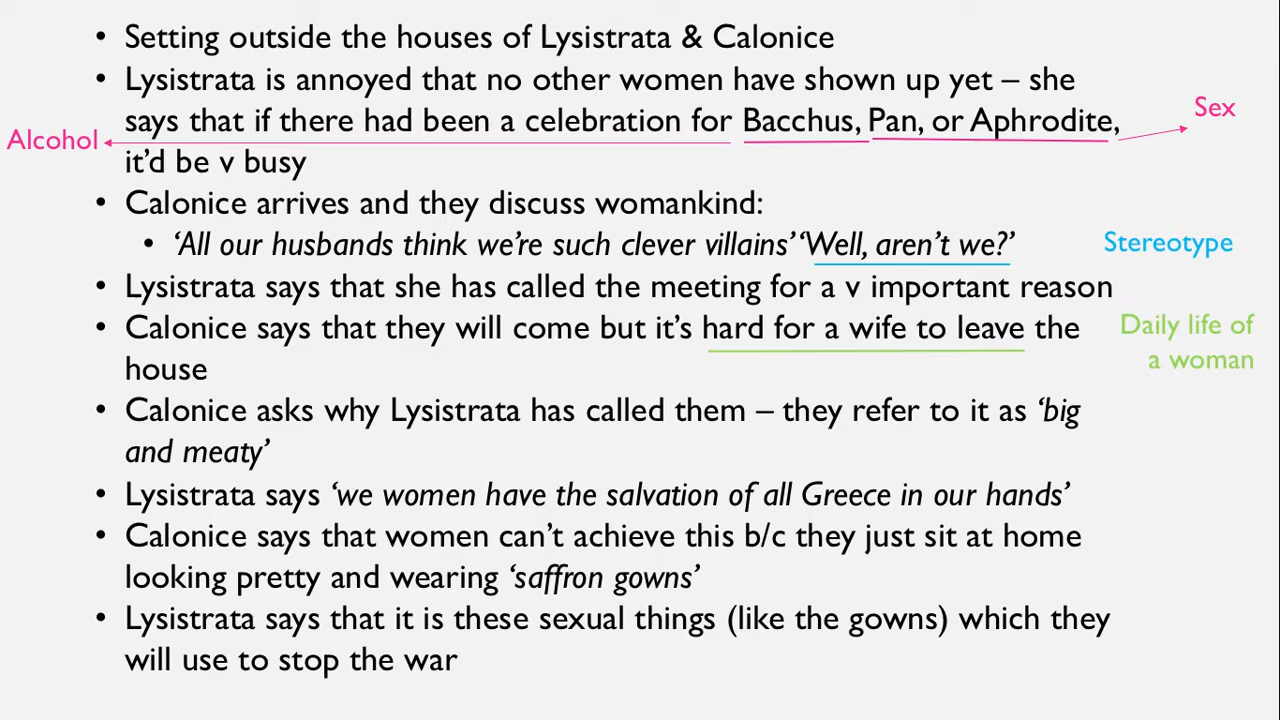 • Setting outside the houses of Lysistrata & Calonice
• Lysistrata is annoyed that no other women have shown up yet – she
says that if there had been a celebration for Bacchus, Pan, or Aphrodite,
Sex
Alcohol
it’d be v busy
• Calonice arrives and they discuss womankind:
• ‘All our husbands think we’re such clever villains’ ‘Well, aren’t we?’
Stereotype
• Lysistrata says that she has called the meeting for a v important reason
• Calonice says that they will come but it’s hard for a wife to leave the
house
Daily life of
a woman
• Calonice asks why Lysistrata has called them – they refer to it as ‘big
and meaty’
• Lysistrata says ‘we women have the salvation of all Greece in our hands’
• Calonice says that women can’t achieve this b/c they just sit at home
looking pretty and wearing ‘saffron gowns’
• Lysistrata says that it is these sexual things (like the gowns) which they
will use to stop the war